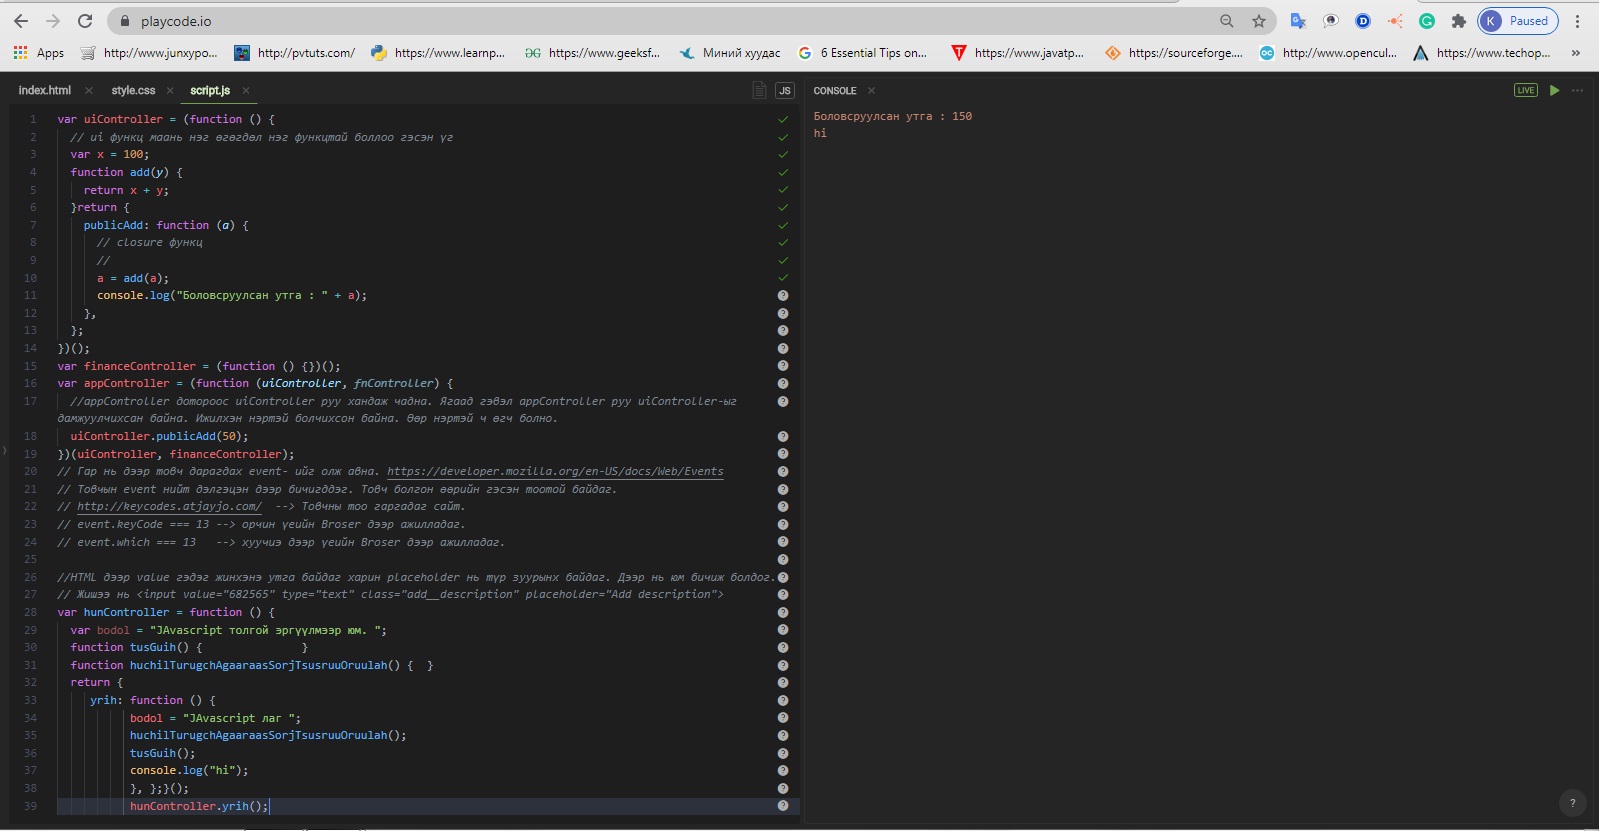 playcode.io
K Paused
Apps http://www.junxypo... http://pvtuts.com/ https://www.learnp... https://www.geeksf... Миний хуудас 6 Essential Tips on... https://www.javatp... https://sourceforge.... http://www.opencul... https://www.techop... »
index.html × style.css × script.js × JS
1 var uiController = (function () {
2 // ui функц маань нэг өгөгдөл нэг функцтай боллоо гэсэн үг
3 var x = 100;
4 function add(y) {
5 return x + y;
6 }return {
7 publicAdd: function (a) {
8 // closure функц
9 //
10 a = add(a);
11 console.log("Боловсруулсан утга : " + a);
12 },
13 };
14 })();
15 var financeController = (function () {})();
16 var appController = (function (uiController, fnController) {
17 //appController дотороос uiController руу хандаж чадна. Ягаад гэвэл appController руу uiController-ыг
дамжуулчихсан байна. Ижилхэн нэртэй болчихсон байна. Өөр нэртэй ч өгч болно.
18 uiController.publicAdd(50);
19 })(uiController, financeController);
20 // Гар нь дээр товч дарагдах event- ийг олж авна. https://developer.mozilla.org/en-US/docs/Web/Events
21 // Товчын event нийт дэлгэцэн дээр бичигддэг. Товч болгон өөрийн гэсэн тоотой байдаг.
22 // http://keycodes.atjayjo.com/ --> Товчны тоо гаргадаг сайт.
23 // event.keyCode === 13 --> орчин үеийн Broser дээр ажилладаг.
24 // event.which === 13 --> хуучиэ дээр үеийн Broser дээр ажилладаг.
25
26 //HTML дээр value гэдэг жинхэнэ утга байдаг харин placeholder нь түр зуурынх байдаг. Дээр нь юм бичиж болдог.
27 // Жишээ нь <input value="682565" type="text" class="add__description" placeholder="Add description">
28 var hunController = function () {
29 var bodol = "JAvascript толгой эргүүлмээр юм. ";
30 function tusGuih() { }
31 function huchilTurugchAgaaraasSorjTsusruuOruulah() { }
32 return {
33 yrih: function () {
34 bodol = "JAvascript лаг ";
35 huchilTurugchAgaaraasSorjTsusruuOruulah();
36 tusGuih();
37 console.log("hi");
38 }, };}();
39 hunController.yrih();
CONSOLE × LIVE
Боловсруулсан утга : 150
hi
?